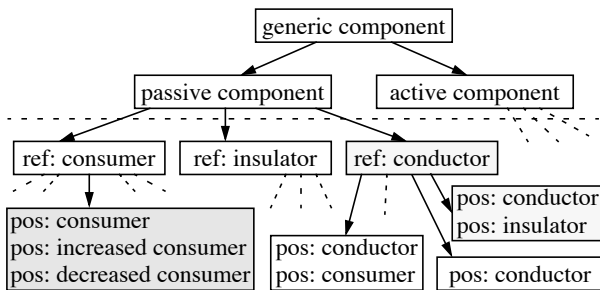 generic component
passive component
active component
ref: consumer
ref: insulator
ref: conductor
pos: consumer
pos: increased consumer
pos: decreased consumer
pos: conductor
pos: consumer
pos: conductor
pos: insulator
pos: conductor